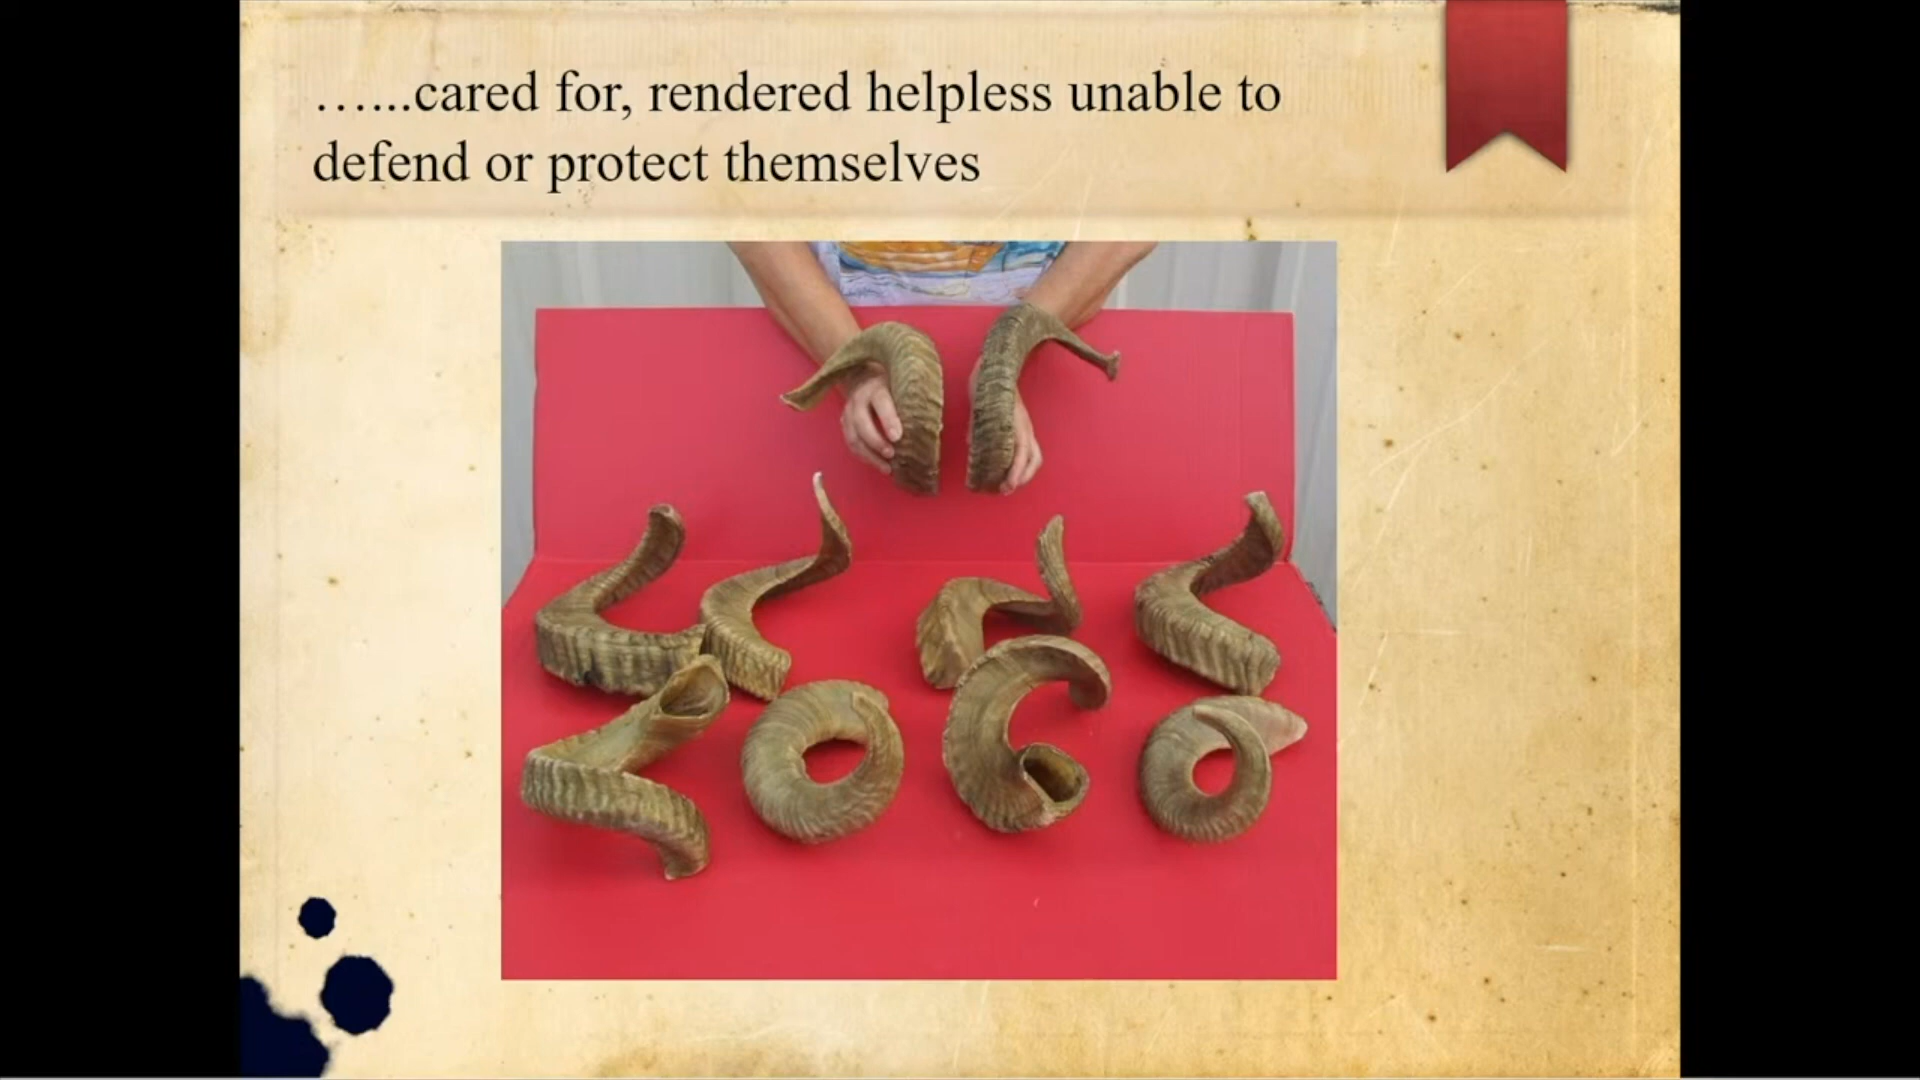 …...cared for, rendered helpless unable to
defend or protect themselves